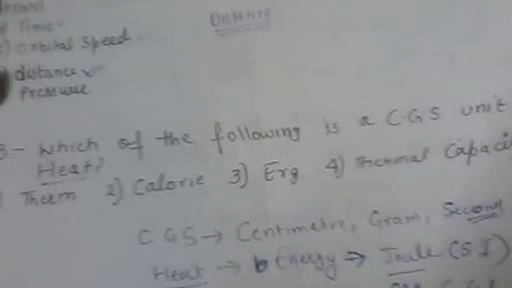 Distance
Time-
orbital speed
distance ✓
Pressure
3- Which of the following is a C.G.S unit
Heat?
Therm 2) Calorie 3) Erg 4) Thermal Capaci
C G S → Centimetre, Gram, Second
Heat → Energy → Joule (S I)